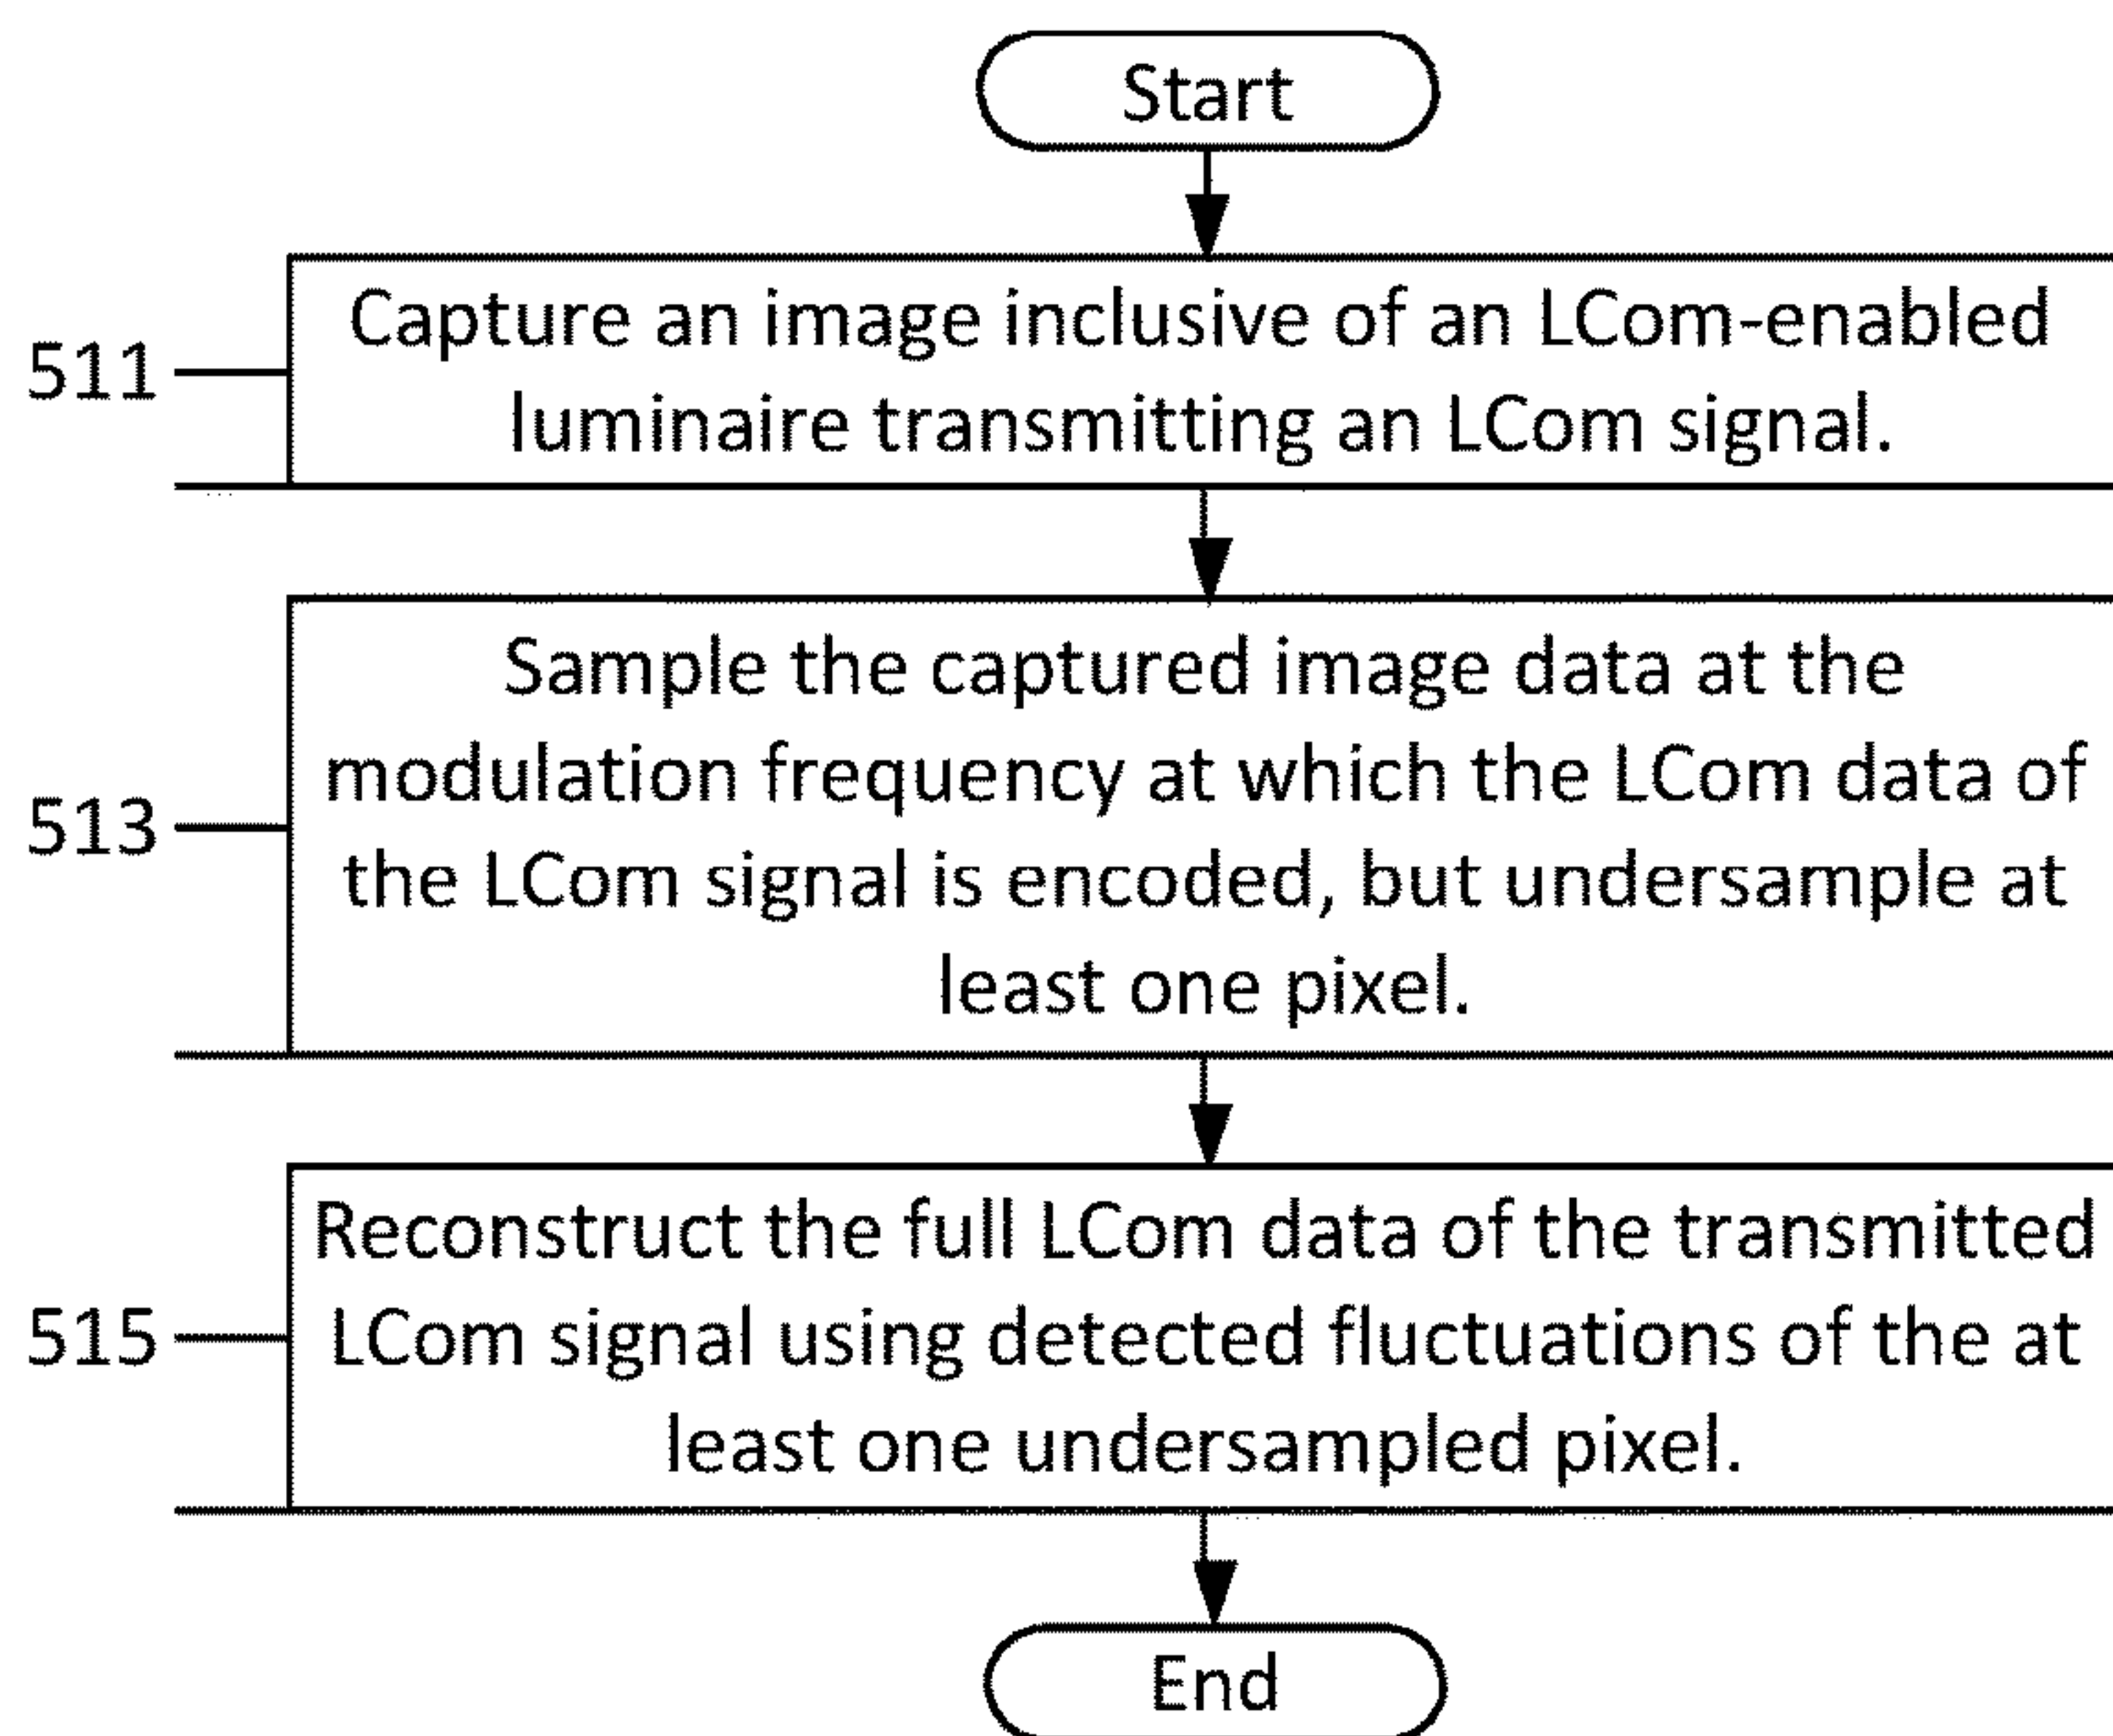 Start
511
Capture an image inclusive of an LCom-enabled
luminaire transmitting an LCom signal.
513
Sample the captured image data at the
modulation frequency at which the LCom data of
the LCom signal is encoded, but undersample at
least one pixel.
515
Reconstruct the full LCom data of the transmitted
LCom signal using detected fluctuations of the at
least one undersampled pixel.
End